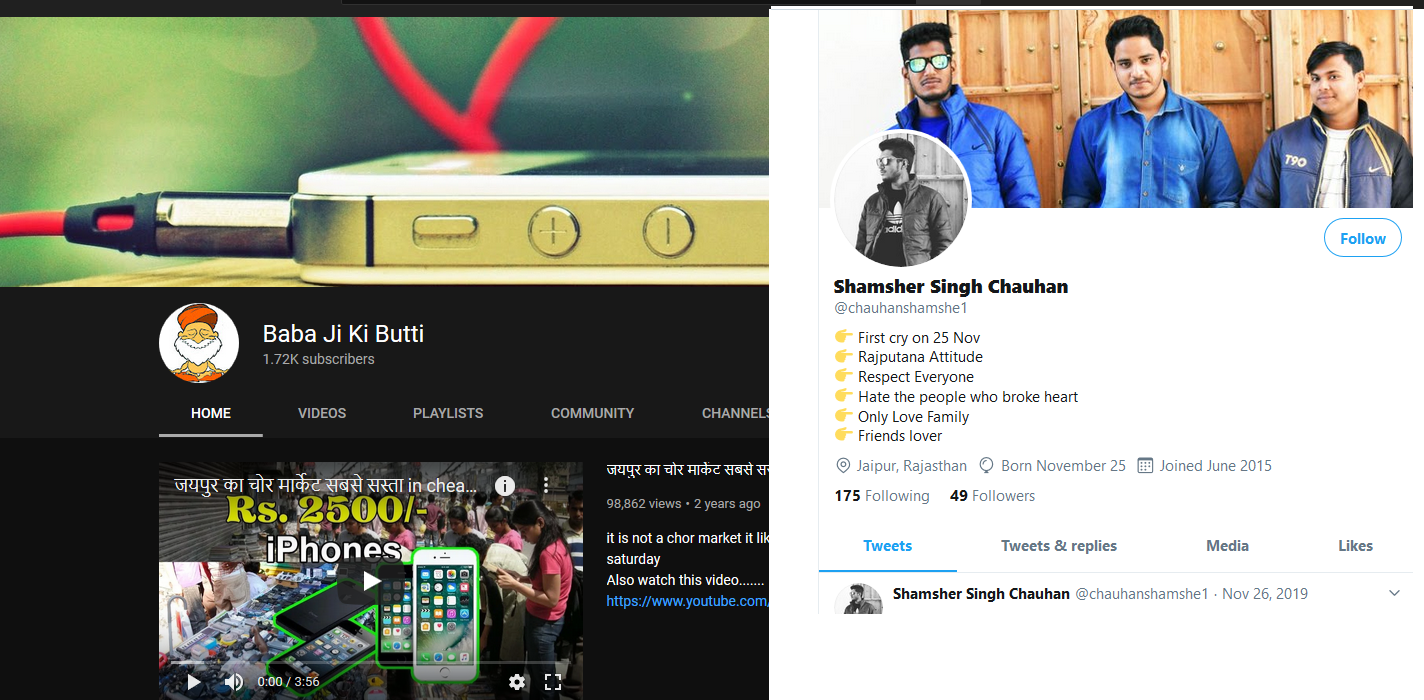 Baba Ji Ki Butti
1.72K subscribers
HOME VIDEOS PLAYLISTS COMMUNITY CHANNELS
जयपुर का चोर मार्केट सबसे सस्ता in chea...
Rs. 2500/-
iPhones
0:00 / 3:56
जयपुर का चोर मार्केट सबसे
98,862 views • 2 years ago
it is not a chor market it
saturday
Also watch this video.......
https://www.youtube.com/
T90
adidas
Follow
Shamsher Singh Chauhan
@chauhanshamshe1
👉 First cry on 25 Nov
👉 Rajputana Attitude
👉 Respect Everyone
👉 Hate the people who broke heart
👉 Only Love Family
👉 Friends lover
Jaipur, Rajasthan Born November 25 Joined June 2015
175 Following 49 Followers
Tweets Tweets & replies Media Likes
Shamsher Singh Chauhan @chauhanshamshe1 · Nov 26, 2019